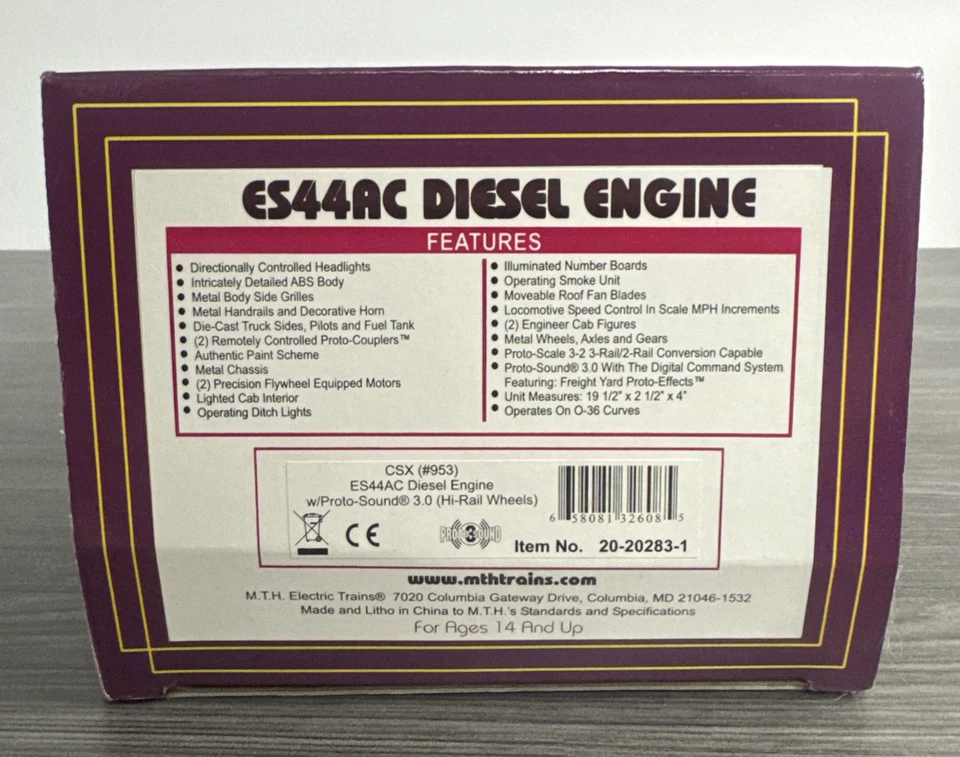 ES44AC DIESEL ENGINE
FEATURES
• Directionally Controlled Headlights
• Intricately Detailed ABS Body
• Metal Body Side Grilles
• Metal Handrails and Decorative Horn
• Die-Cast Truck Sides, Pilots and Fuel Tank
• (2) Remotely Controlled Proto-Couplers™
• Authentic Paint Scheme
• Metal Chassis
• (2) Precision Flywheel Equipped Motors
• Lighted Cab Interior
• Operating Ditch Lights
• Illuminated Number Boards
• Operating Smoke Unit
• Moveable Roof Fan Blades
• Locomotive Speed Control In Scale MPH Increments
• (2) Engineer Cab Figures
• Metal Wheels, Axles and Gears
• Proto-Scale 3-2 3-Rail/2-Rail Conversion Capable
• Proto-Sound® 3.0 With The Digital Command System
Featuring: Freight Yard Proto-Effects™
• Unit Measures: 19 1/2" x 2 1/2" x 4"
• Operates On O-36 Curves
CSX (#953)
ES44AC Diesel Engine
w/Proto-Sound® 3.0 (Hi-Rail Wheels)
6 58081 32608 5
CE
PROTO 3 SOUND
Item No. 20-20283-1
www.mthtrains.com
M.T.H. Electric Trains® 7020 Columbia Gateway Drive, Columbia, MD 21046-1532
Made and Litho in China to M.T.H.'s Standards and Specifications
For Ages 14 And Up